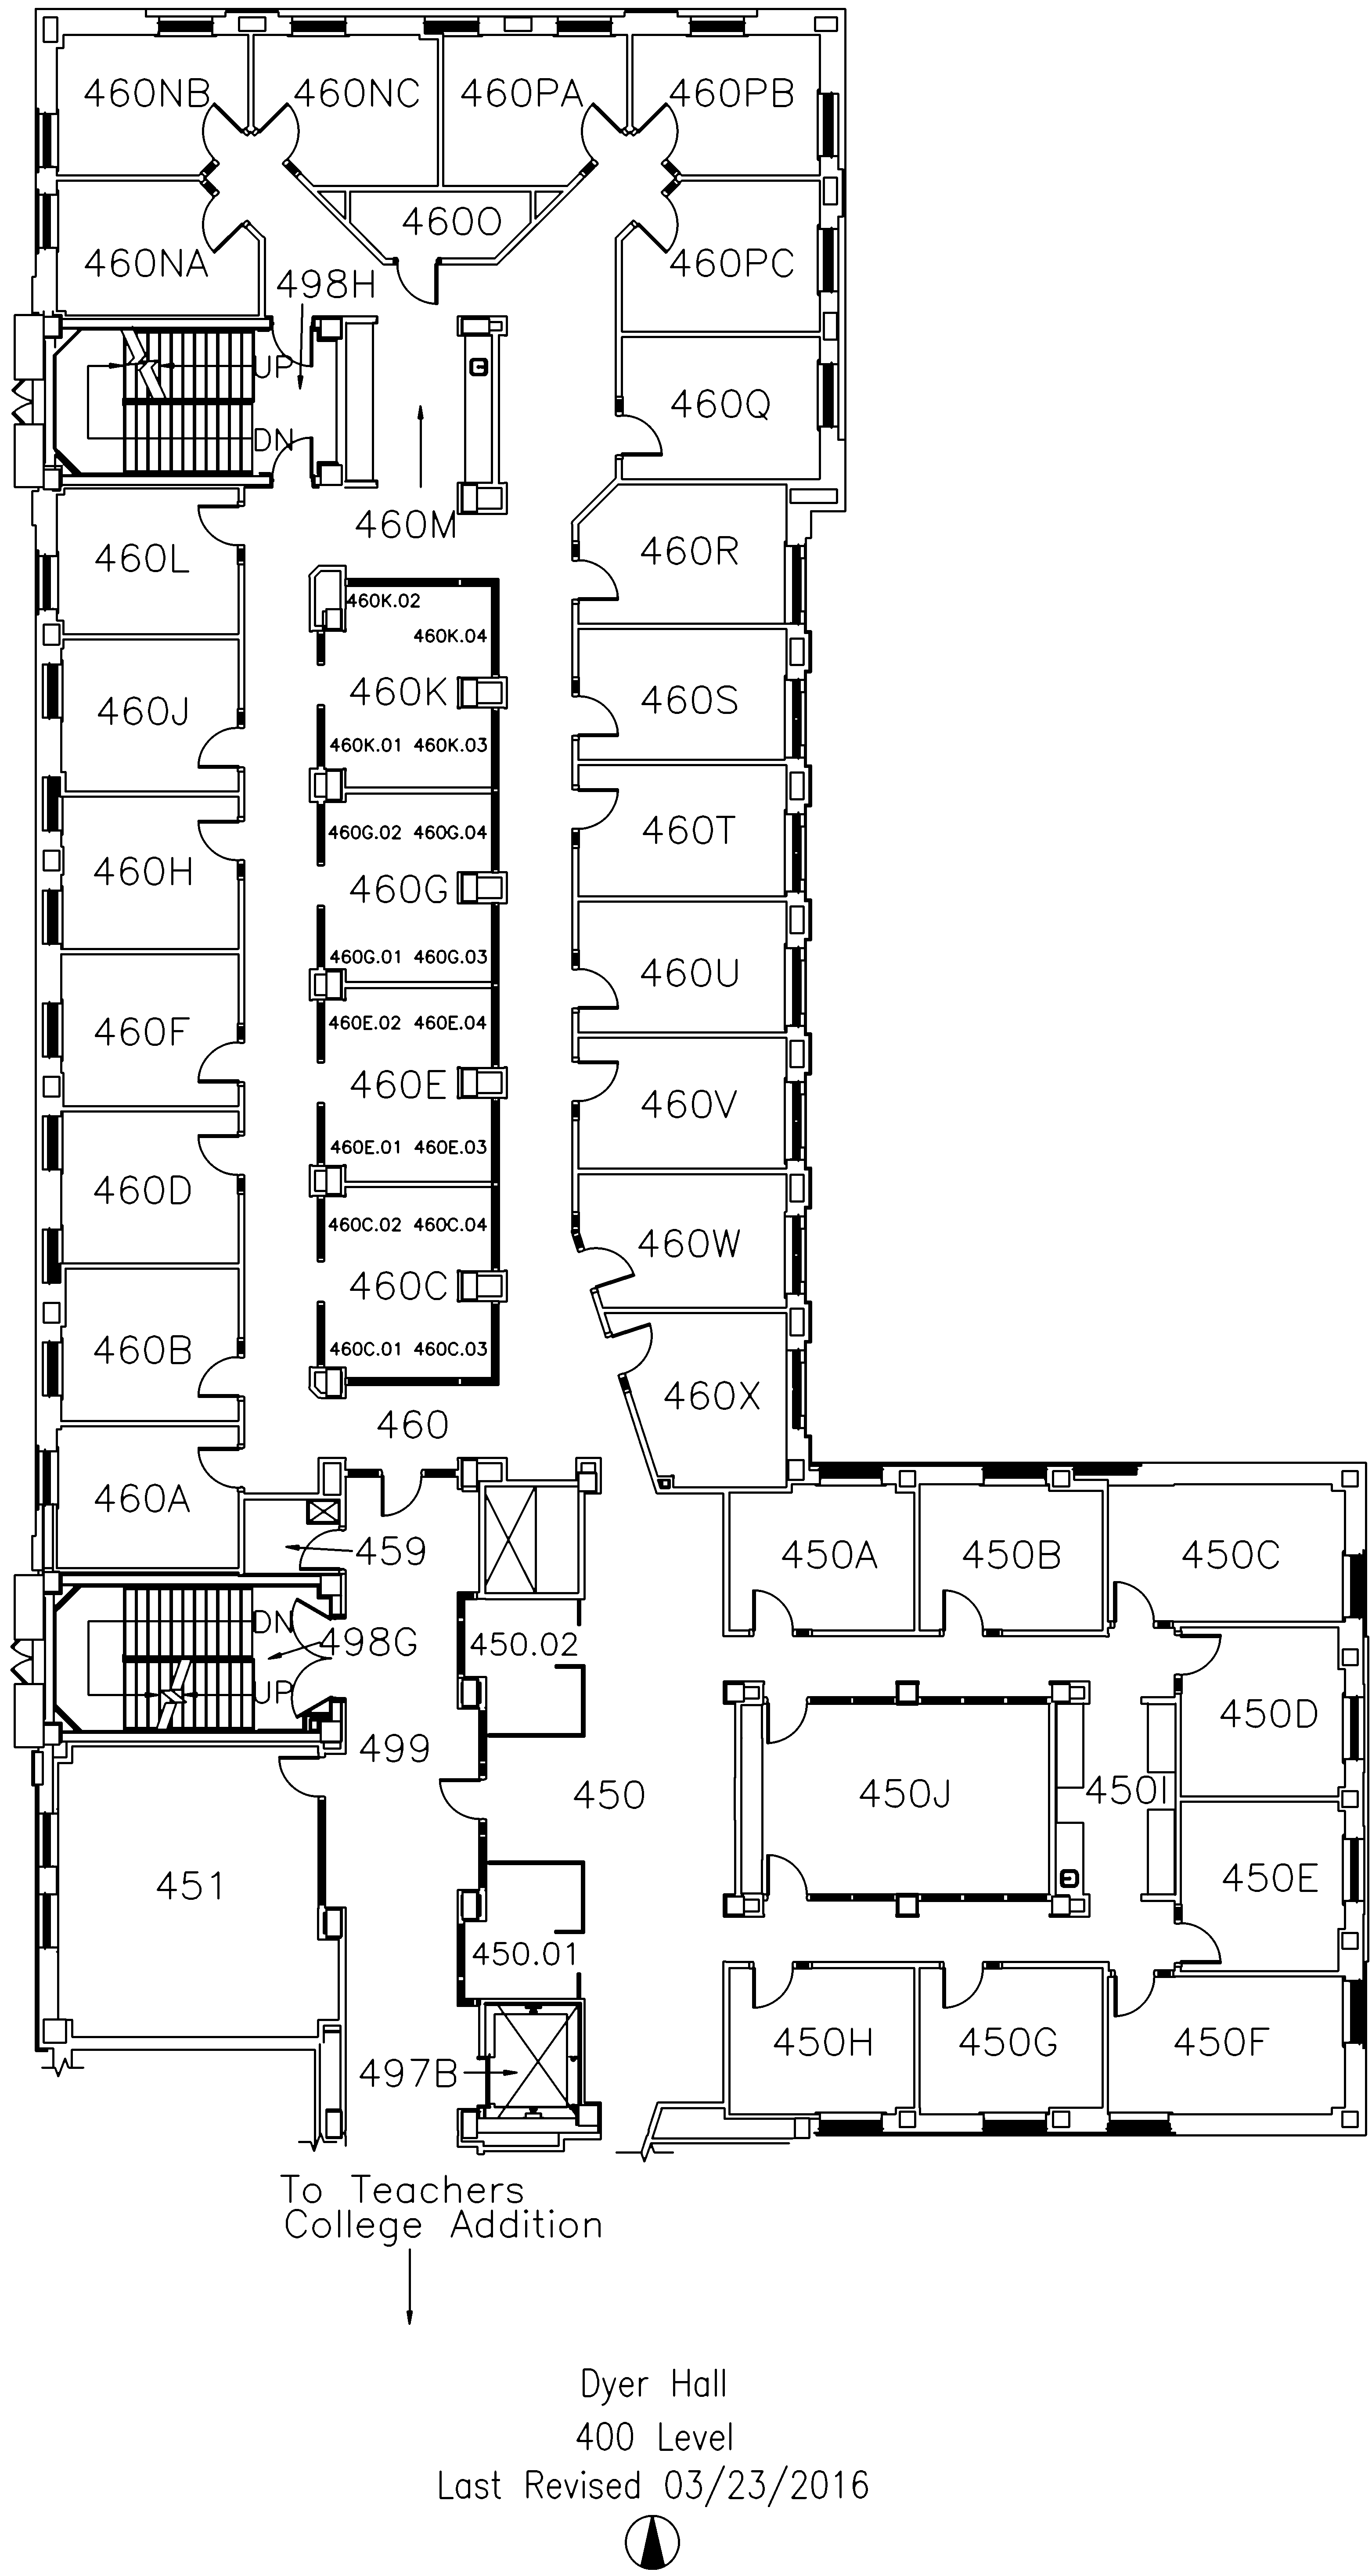 460NB 460NC 460PA 460PB
460O
460NA 460PC
498H
UP
460Q
DN
460M
460L 460R
460K.02
460K.04
460J 460K 460S
460K.01 460K.03
460G.02 460G.04 460T
460H 460G
460G.01 460G.03 460U
460E.02 460E.04
460F
460E 460V
460E.01 460E.03
460D
460C.02 460C.04 460W
460C
460B 460C.01 460C.03
460X
460
460A
459 450A 450B 450C
DN
498G 450.02
UP
450D
499
450 450J 450I
451 450E
450.01
450H 450G 450F
497B
To Teachers
College Addition
Dyer Hall
400 Level
Last Revised 03/23/2016